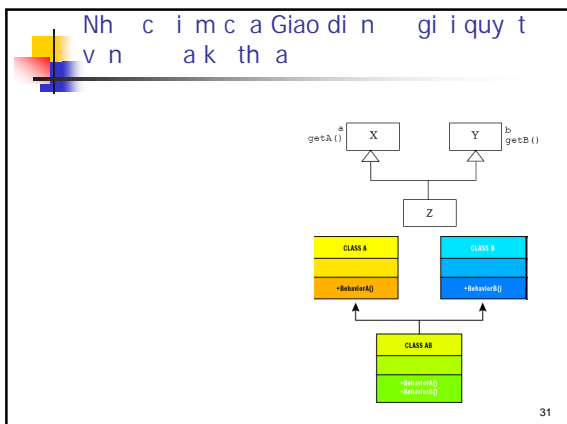 Nh c i m c a Giao di n gi i quy t
v n a k th a
a
getA()
X
Y
b
getB()
Z
CLASS A
+BehaviorA()
CLASS B
+BehaviorB()
CLASS AB
+BehaviorA()
+BehaviorB()
31